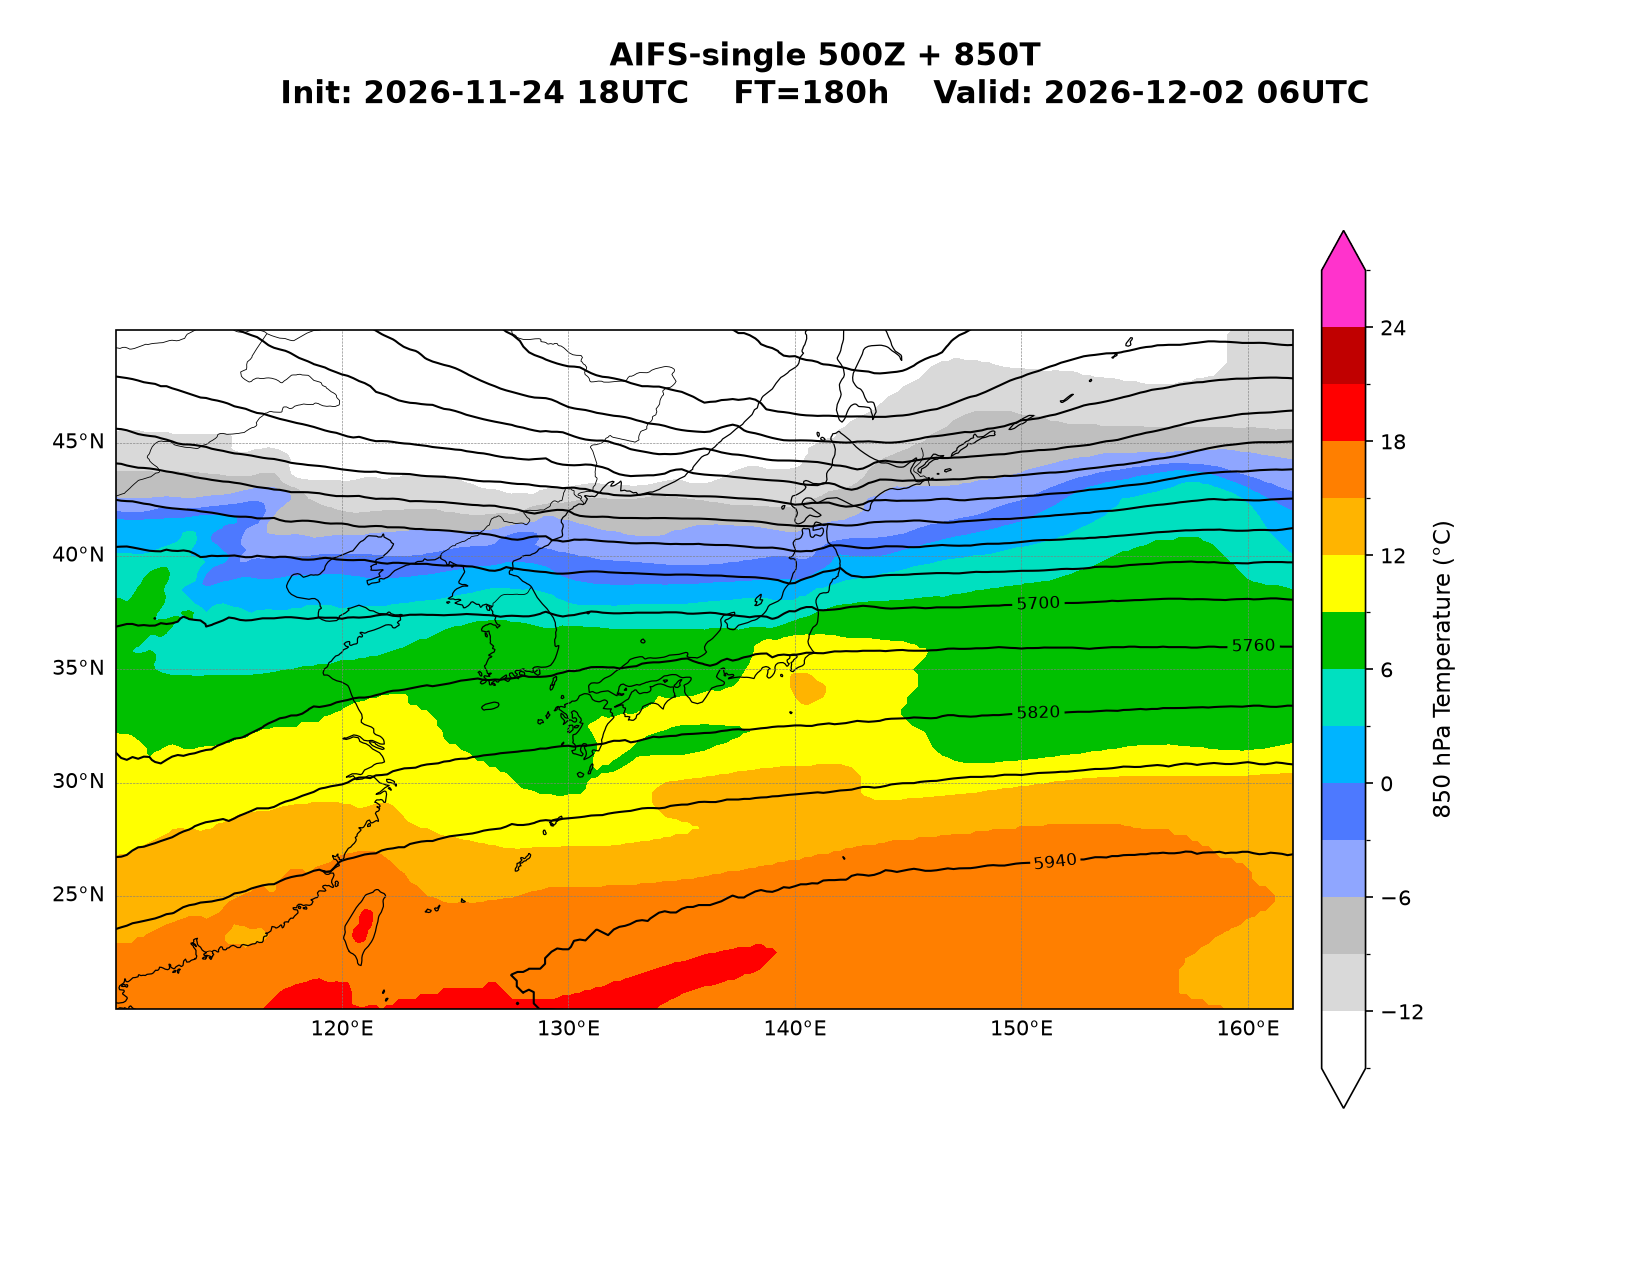 AIFS-single 500Z + 850T
Init: 2026-11-24 18UTC    FT=180h    Valid: 2026-12-02 06UTC
45°N
40°N
35°N
30°N
25°N
120°E
130°E
140°E
150°E
160°E
5700
5760
5820
5940
24
18
12
6
0
−6
−12
850 hPa Temperature (°C)